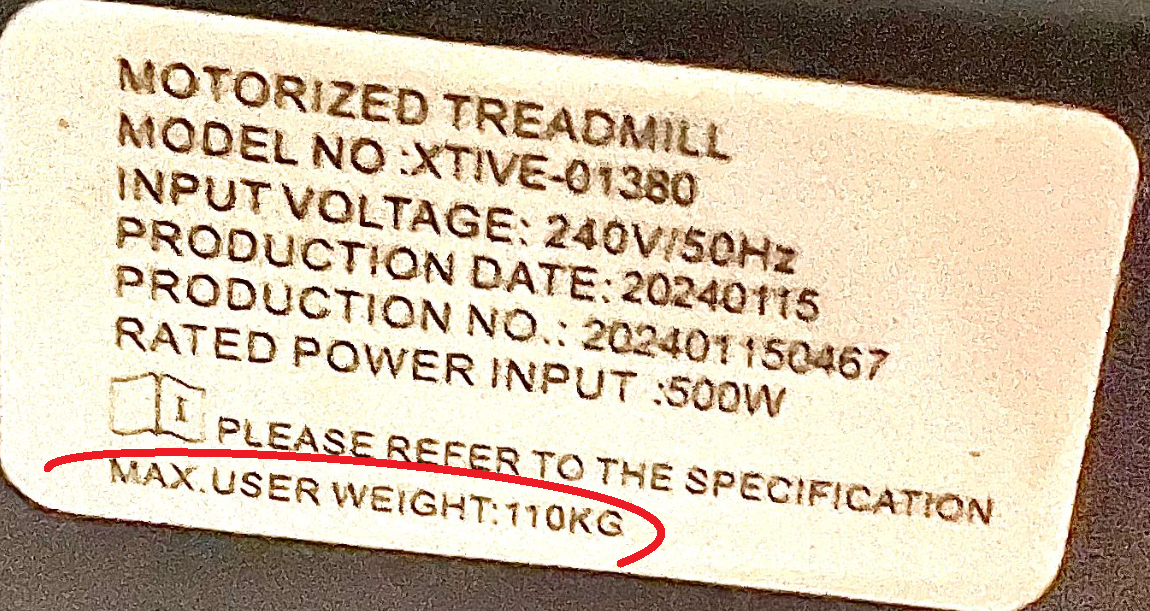 MOTORIZED TREADMILL
MODEL NO :XTIVE-01380
INPUT VOLTAGE: 240V/50Hz
PRODUCTION DATE: 20240115
PRODUCTION NO.: 202401150467
RATED POWER INPUT :500W
PLEASE REFER TO THE SPECIFICATION
MAX.USER WEIGHT:110KG